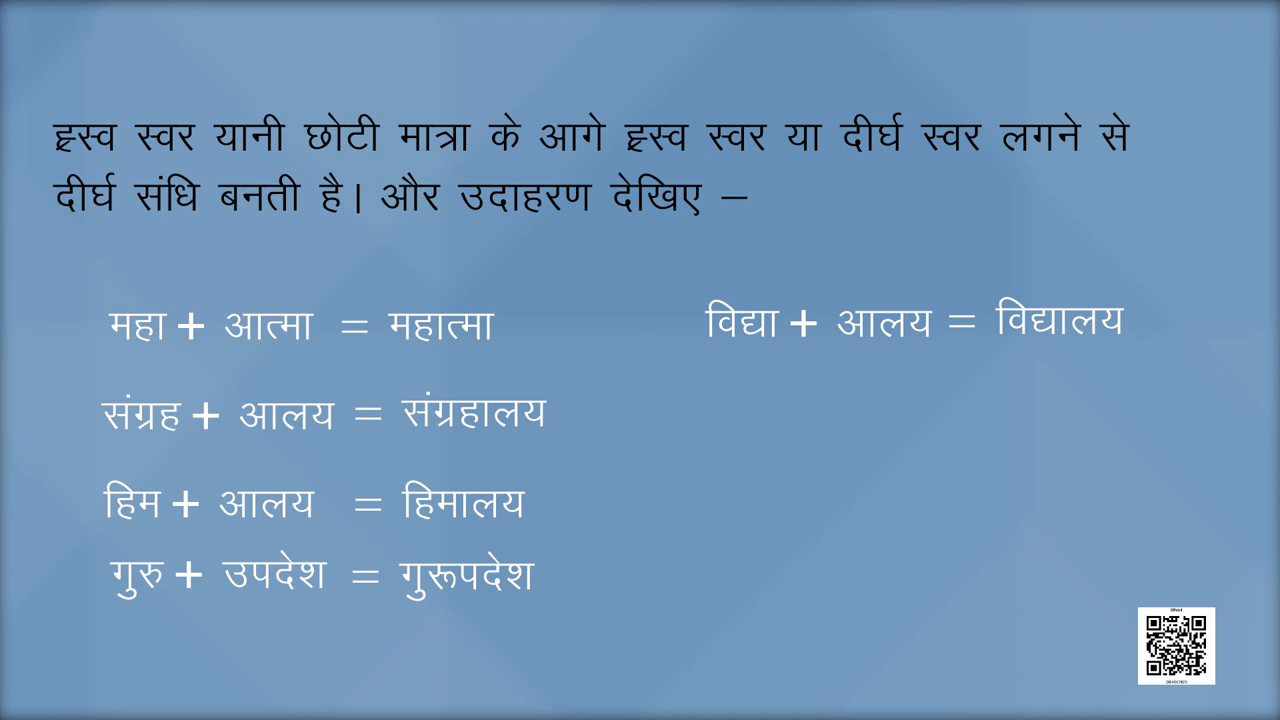 ह्रस्व स्वर यानी छोटी मात्रा के आगे ह्रस्व स्वर या दीर्घ स्वर लगने से
दीर्घ संधि बनती है। और उदाहरण देखिए –
महा + आत्मा = महात्मा
विद्या + आलय = विद्यालय
संग्रह + आलय = संग्रहालय
हिम + आलय = हिमालय
गुरु + उपदेश = गुरूपदेश